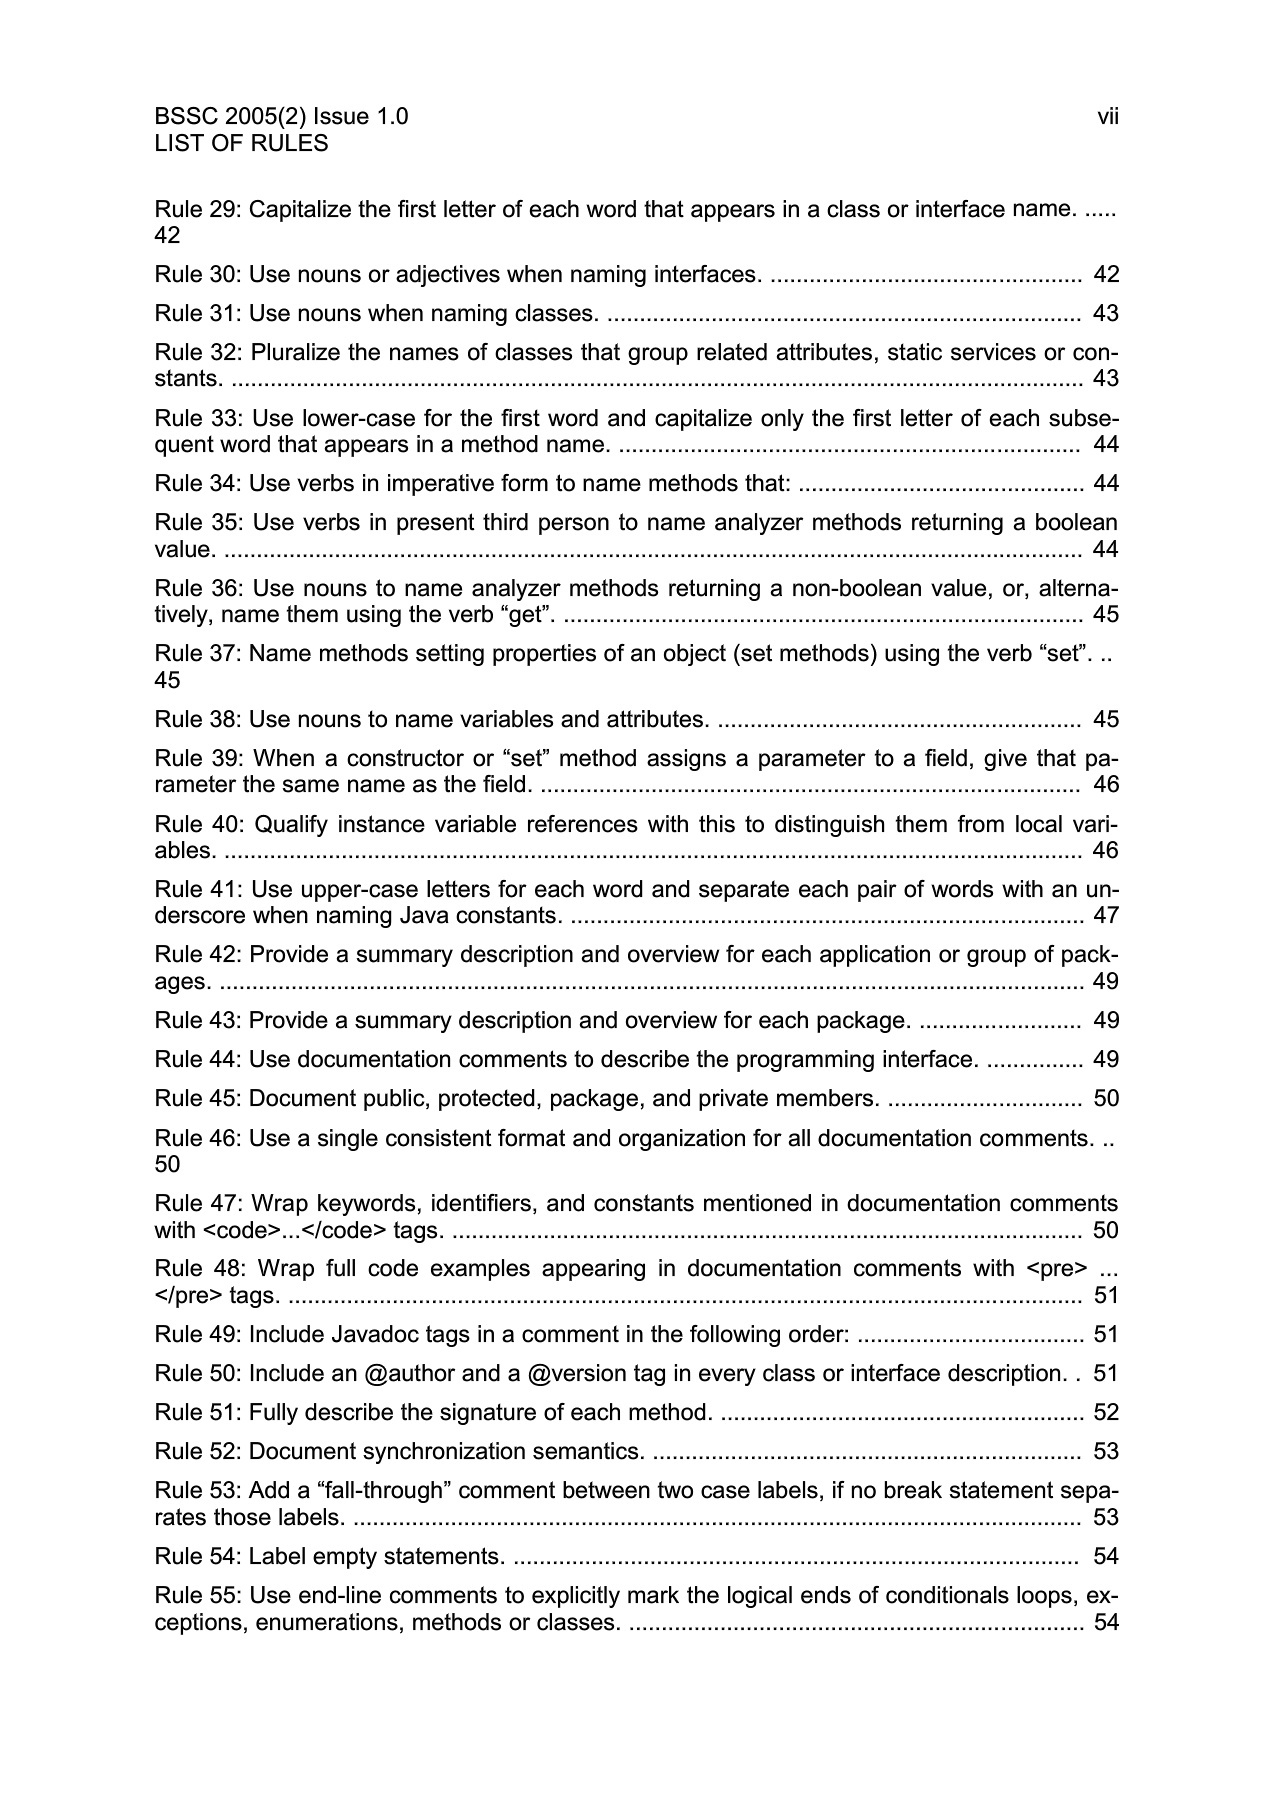 BSSC 2005(2) Issue 1.0 vii
LIST OF RULES
Rule 29: Capitalize the first letter of each word that appears in a class or interface name. .....
42
Rule 30: Use nouns or adjectives when naming interfaces. ................................................ 42
Rule 31: Use nouns when naming classes. ......................................................................... 43
Rule 32: Pluralize the names of classes that group related attributes, static services or con-
stants. ................................................................................................................................... 43
Rule 33: Use lower-case for the first word and capitalize only the first letter of each subse-
quent word that appears in a method name. ....................................................................... 44
Rule 34: Use verbs in imperative form to name methods that: ............................................ 44
Rule 35: Use verbs in present third person to name analyzer methods returning a boolean
value. .................................................................................................................................... 44
Rule 36: Use nouns to name analyzer methods returning a non-boolean value, or, alterna-
tively, name them using the verb “get”. ................................................................................ 45
Rule 37: Name methods setting properties of an object (set methods) using the verb “set”. ..
45
Rule 38: Use nouns to name variables and attributes. ........................................................ 45
Rule 39: When a constructor or “set” method assigns a parameter to a field, give that pa-
rameter the same name as the field. ................................................................................... 46
Rule 40: Qualify instance variable references with this to distinguish them from local vari-
ables. .................................................................................................................................... 46
Rule 41: Use upper-case letters for each word and separate each pair of words with an un-
derscore when naming Java constants. ............................................................................... 47
Rule 42: Provide a summary description and overview for each application or group of pack-
ages. ..................................................................................................................................... 49
Rule 43: Provide a summary description and overview for each package. ......................... 49
Rule 44: Use documentation comments to describe the programming interface. ............... 49
Rule 45: Document public, protected, package, and private members. .............................. 50
Rule 46: Use a single consistent format and organization for all documentation comments. ..
50
Rule 47: Wrap keywords, identifiers, and constants mentioned in documentation comments
with <code>...</code> tags. ................................................................................................. 50
Rule 48: Wrap full code examples appearing in documentation comments with <pre> ...
</pre> tags. .......................................................................................................................... 51
Rule 49: Include Javadoc tags in a comment in the following order: ................................... 51
Rule 50: Include an @author and a @version tag in every class or interface description. . 51
Rule 51: Fully describe the signature of each method. ........................................................ 52
Rule 52: Document synchronization semantics. .................................................................. 53
Rule 53: Add a “fall-through” comment between two case labels, if no break statement sepa-
rates those labels. ................................................................................................................ 53
Rule 54: Label empty statements. ....................................................................................... 54
Rule 55: Use end-line comments to explicitly mark the logical ends of conditionals loops, ex-
ceptions, enumerations, methods or classes. ...................................................................... 54